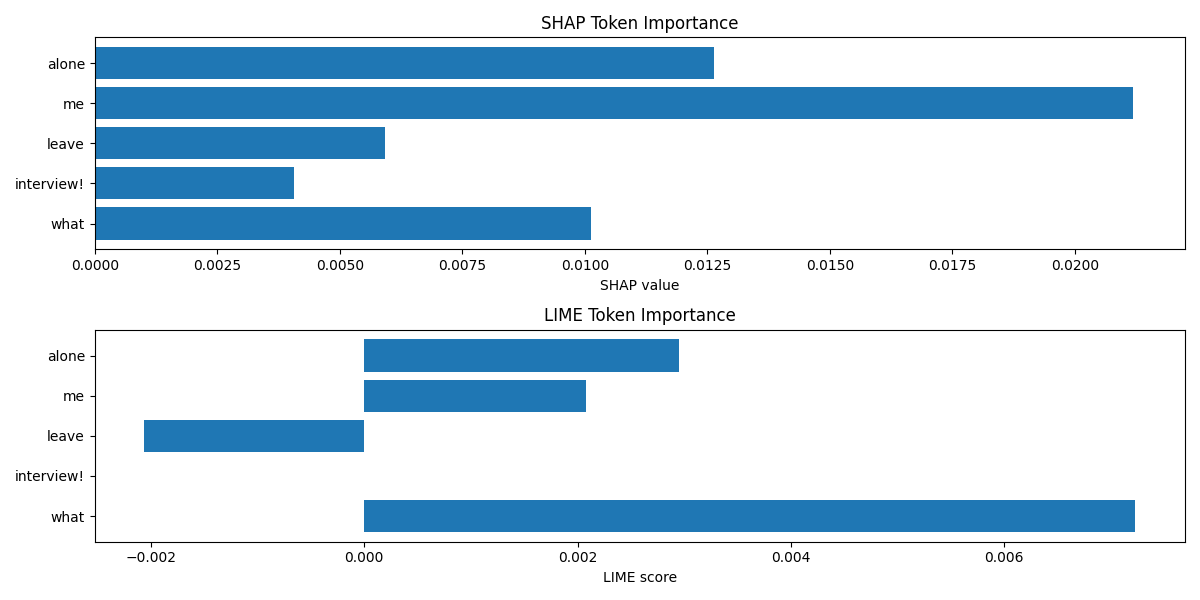 SHAP Token Importance
alone
me
leave
interview!
what
0.0000 0.0025 0.0050 0.0075 0.0100 0.0125 0.0150 0.0175 0.0200
SHAP value
LIME Token Importance
alone
me
leave
interview!
what
−0.002 0.000 0.002 0.004 0.006
LIME score